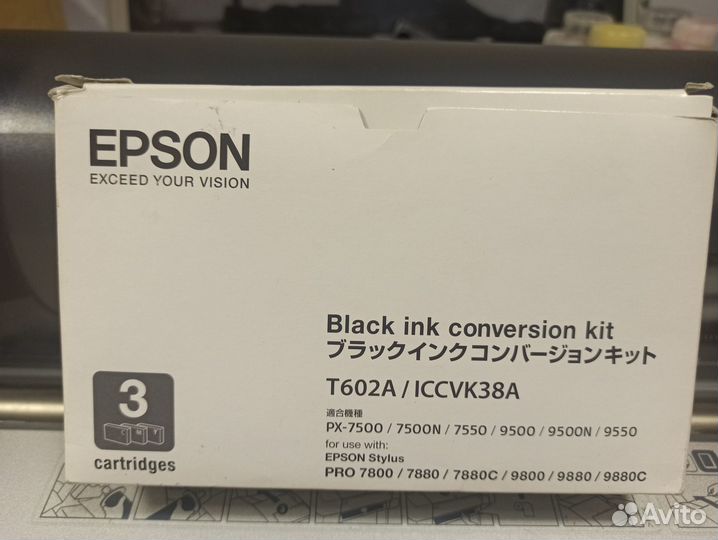 EPSON
EXCEED YOUR VISION
Black ink conversion kit
ブラックインクコンバージョンキット
T602A / ICCVK38A
適合機種
PX-7500 / 7500N / 7550 / 9500 / 9500N / 9550
for use with:
EPSON Stylus
PRO 7800 / 7880 / 7880C / 9800 / 9880 / 9880C
3
C M Y
cartridges
Avito